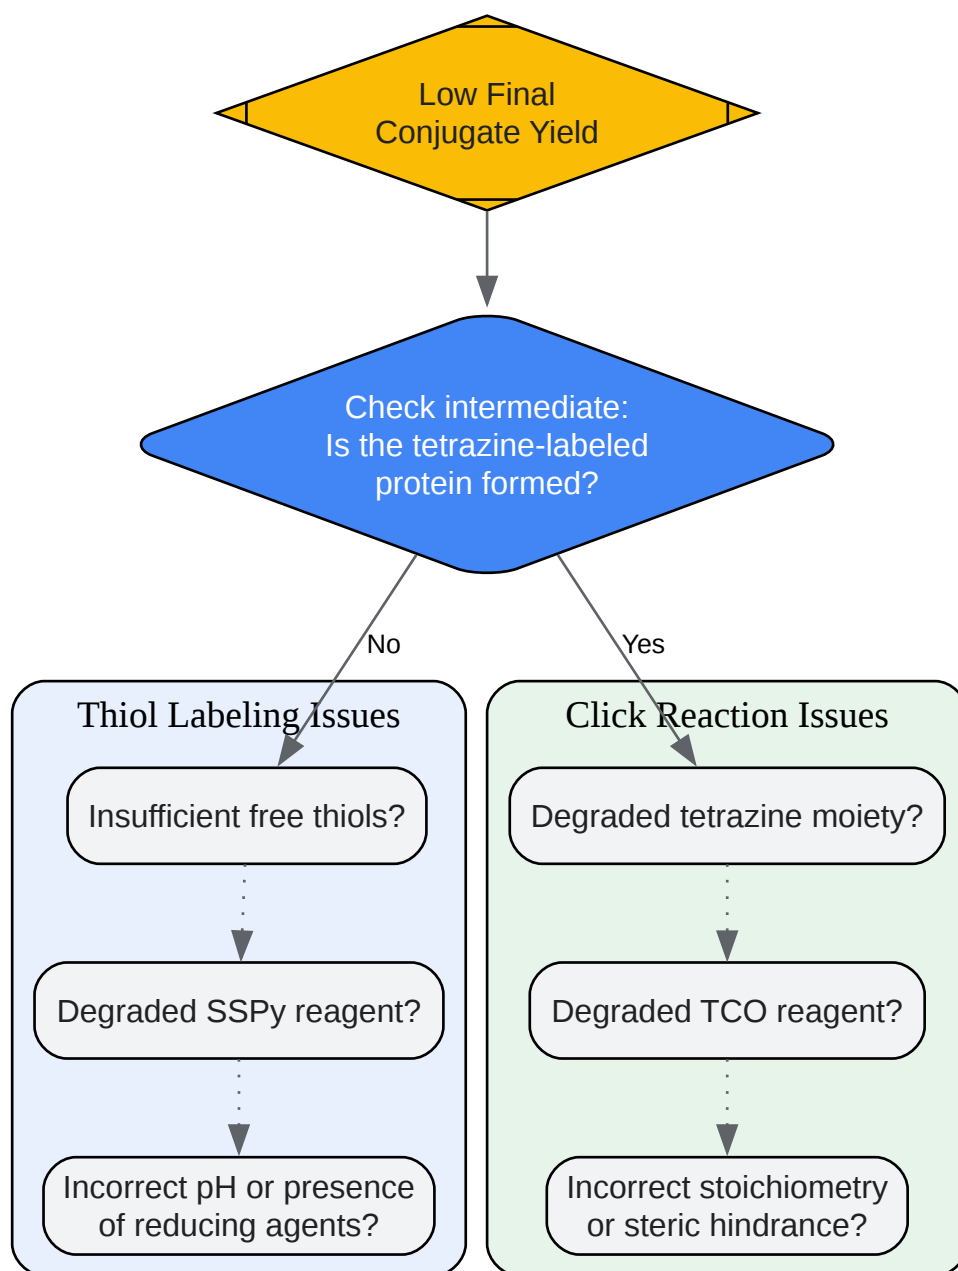 Low Final
Conjugate Yield
Check intermediate:
Is the tetrazine-labeled
protein formed?
No
Yes
Thiol Labeling Issues
Insufficient free thiols?
Degraded SSPy reagent?
Incorrect pH or presence
of reducing agents?
Click Reaction Issues
Degraded tetrazine moiety?
Degraded TCO reagent?
Incorrect stoichiometry
or steric hindrance?